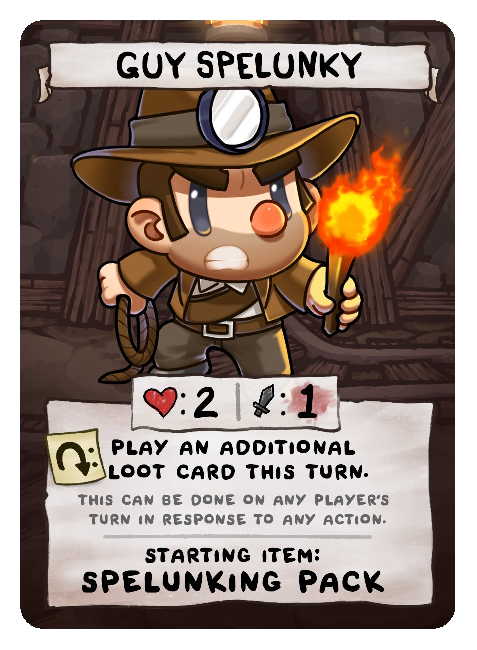 GUY SPELUNKY
: 2 | : 1
: PLAY AN ADDITIONAL
LOOT CARD THIS TURN.
THIS CAN BE DONE ON ANY PLAYER'S
TURN IN RESPONSE TO ANY ACTION.
STARTING ITEM:
SPELUNKING PACK